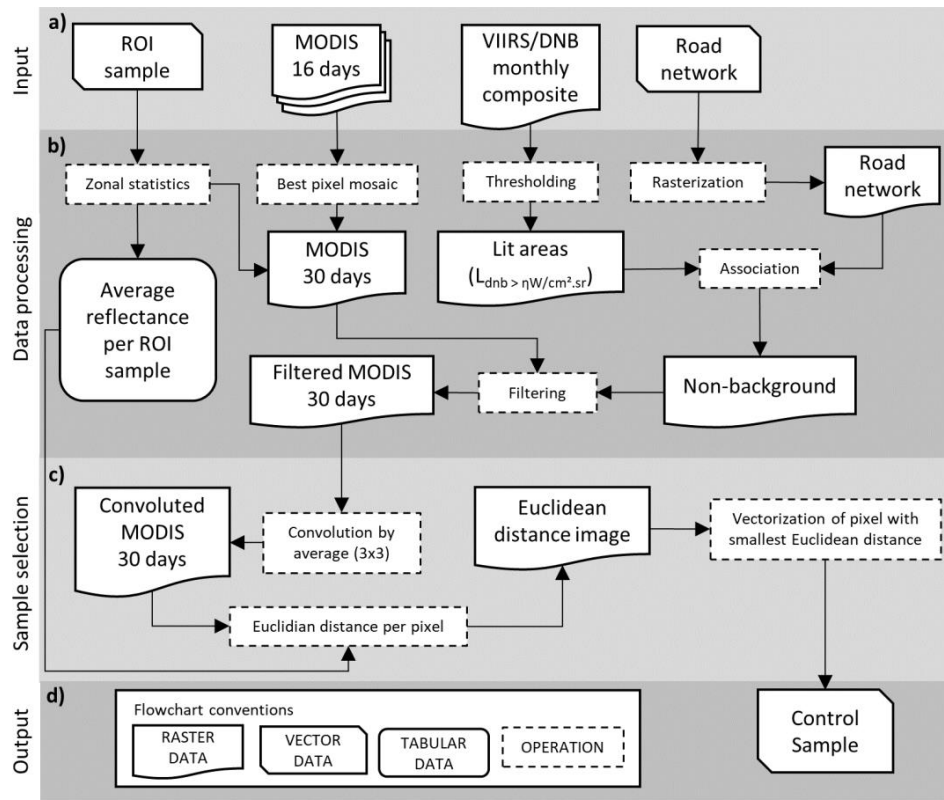 a)
Input
ROI
sample
MODIS
16 days
VIIRS/DNB
monthly
composite
Road
network
b)
Data processing
Zonal statistics
Best pixel mosaic
Thresholding
Rasterization
Road
network
MODIS
30 days
Lit areas
(Ldnb > ηW/cm².sr)
Association
Average
reflectance
per ROI
sample
Filtered MODIS
30 days
Filtering
Non-background
c)
Sample selection
Convoluted
MODIS
30 days
Convolution by
average (3x3)
Euclidean
distance image
Vectorization of pixel with
smallest Euclidean distance
Euclidian distance per pixel
d)
Output
Flowchart conventions
RASTER
DATA
VECTOR
DATA
TABULAR
DATA
OPERATION
Control
Sample